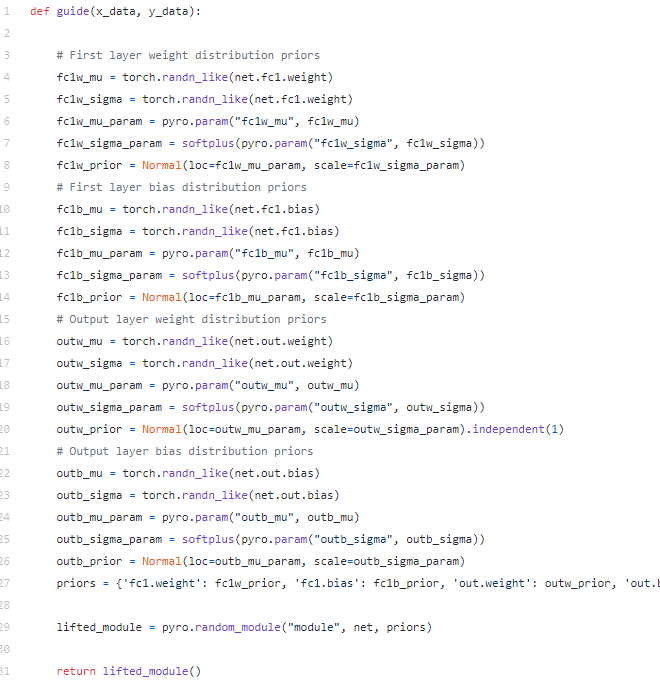 1 def guide(x_data, y_data):
2
3 # First layer weight distribution priors
4 fc1w_mu = torch.randn_like(net.fc1.weight)
5 fc1w_sigma = torch.randn_like(net.fc1.weight)
6 fc1w_mu_param = pyro.param("fc1w_mu", fc1w_mu)
7 fc1w_sigma_param = softplus(pyro.param("fc1w_sigma", fc1w_sigma))
8 fc1w_prior = Normal(loc=fc1w_mu_param, scale=fc1w_sigma_param)
9 # First layer bias distribution priors
10 fc1b_mu = torch.randn_like(net.fc1.bias)
11 fc1b_sigma = torch.randn_like(net.fc1.bias)
12 fc1b_mu_param = pyro.param("fc1b_mu", fc1b_mu)
13 fc1b_sigma_param = softplus(pyro.param("fc1b_sigma", fc1b_sigma))
14 fc1b_prior = Normal(loc=fc1b_mu_param, scale=fc1b_sigma_param)
15 # Output layer weight distribution priors
16 outw_mu = torch.randn_like(net.out.weight)
17 outw_sigma = torch.randn_like(net.out.weight)
18 outw_mu_param = pyro.param("outw_mu", outw_mu)
19 outw_sigma_param = softplus(pyro.param("outw_sigma", outw_sigma))
20 outw_prior = Normal(loc=outw_mu_param, scale=outw_sigma_param).independent(1)
21 # Output layer bias distribution priors
22 outb_mu = torch.randn_like(net.out.bias)
23 outb_sigma = torch.randn_like(net.out.bias)
24 outb_mu_param = pyro.param("outb_mu", outb_mu)
25 outb_sigma_param = softplus(pyro.param("outb_sigma", outb_sigma))
26 outb_prior = Normal(loc=outb_mu_param, scale=outb_sigma_param)
27 priors = {'fc1.weight': fc1w_prior, 'fc1.bias': fc1b_prior, 'out.weight': outw_prior, 'out.
28
29 lifted_module = pyro.random_module("module", net, priors)
30
31 return lifted_module()